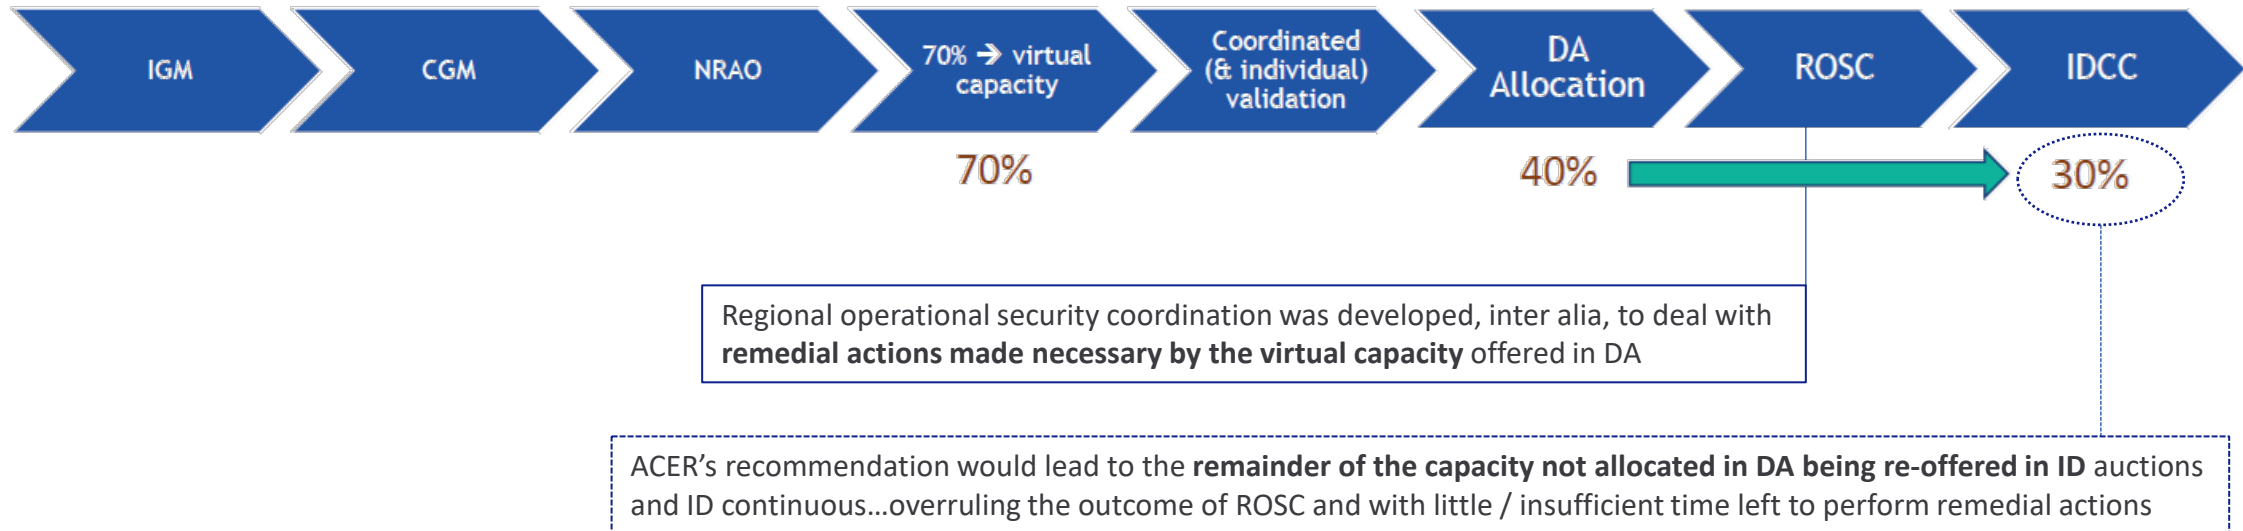 IGM
CGM
NRAO
70% → virtual
capacity
Coordinated
(& individual)
validation
DA
Allocation
ROSC
IDCC
70%
40%
30%
Regional operational security coordination was developed, inter alia, to deal with
remedial actions made necessary by the virtual capacity offered in DA
ACER’s recommendation would lead to the remainder of the capacity not allocated in DA being re-offered in ID auctions
and ID continuous…overruling the outcome of ROSC and with little / insufficient time left to perform remedial actions